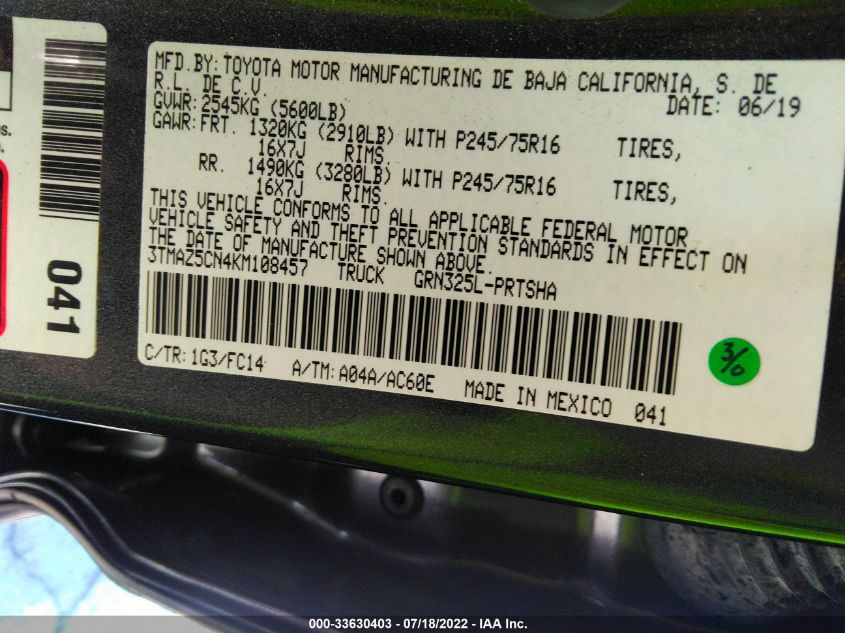 MFD. BY: TOYOTA MOTOR MANUFACTURING DE BAJA CALIFORNIA, S. DE
R.L. DE C.V. DATE: 06/19
GVWR: 2545KG (5600LB)
GAWR: FRT. 1320KG (2910LB) WITH P245/75R16 TIRES,
16X7J RIMS.
RR. 1490KG (3280LB) WITH P245/75R16 TIRES,
16X7J RIMS.
THIS VEHICLE CONFORMS TO ALL APPLICABLE FEDERAL MOTOR
VEHICLE SAFETY AND THEFT PREVENTION STANDARDS IN EFFECT ON
THE DATE OF MANUFACTURE SHOWN ABOVE.
3TMAZ5CN4KM108457 TRUCK GRN325L-PRTSHA
C/TR: 1G3/FC14 A/TM: A04A/AC60E MADE IN MEXICO 041
041
000-33630403 - 07/18/2022 - IAA Inc.